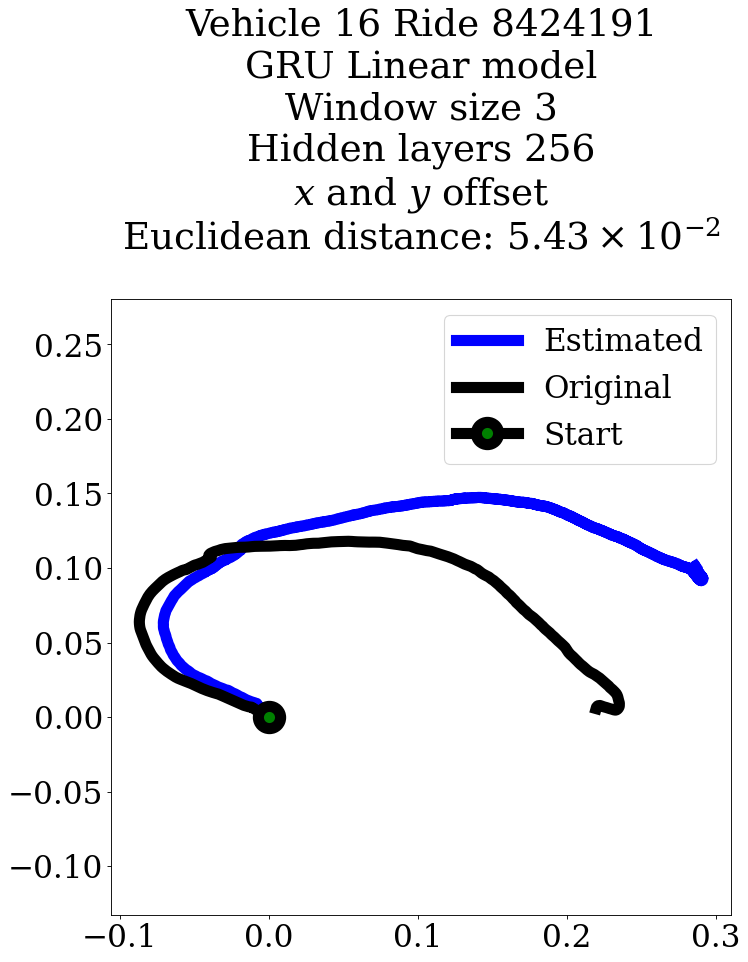 Vehicle 16 Ride 8424191
GRU Linear model
Window size 3
Hidden layers 256
x and y offset
Euclidean distance: 5.43 × 10⁻²
Estimated
Original
Start
0.25
0.20
0.15
0.10
0.05
0.00
−0.05
−0.10
−0.1 0.0 0.1 0.2 0.3